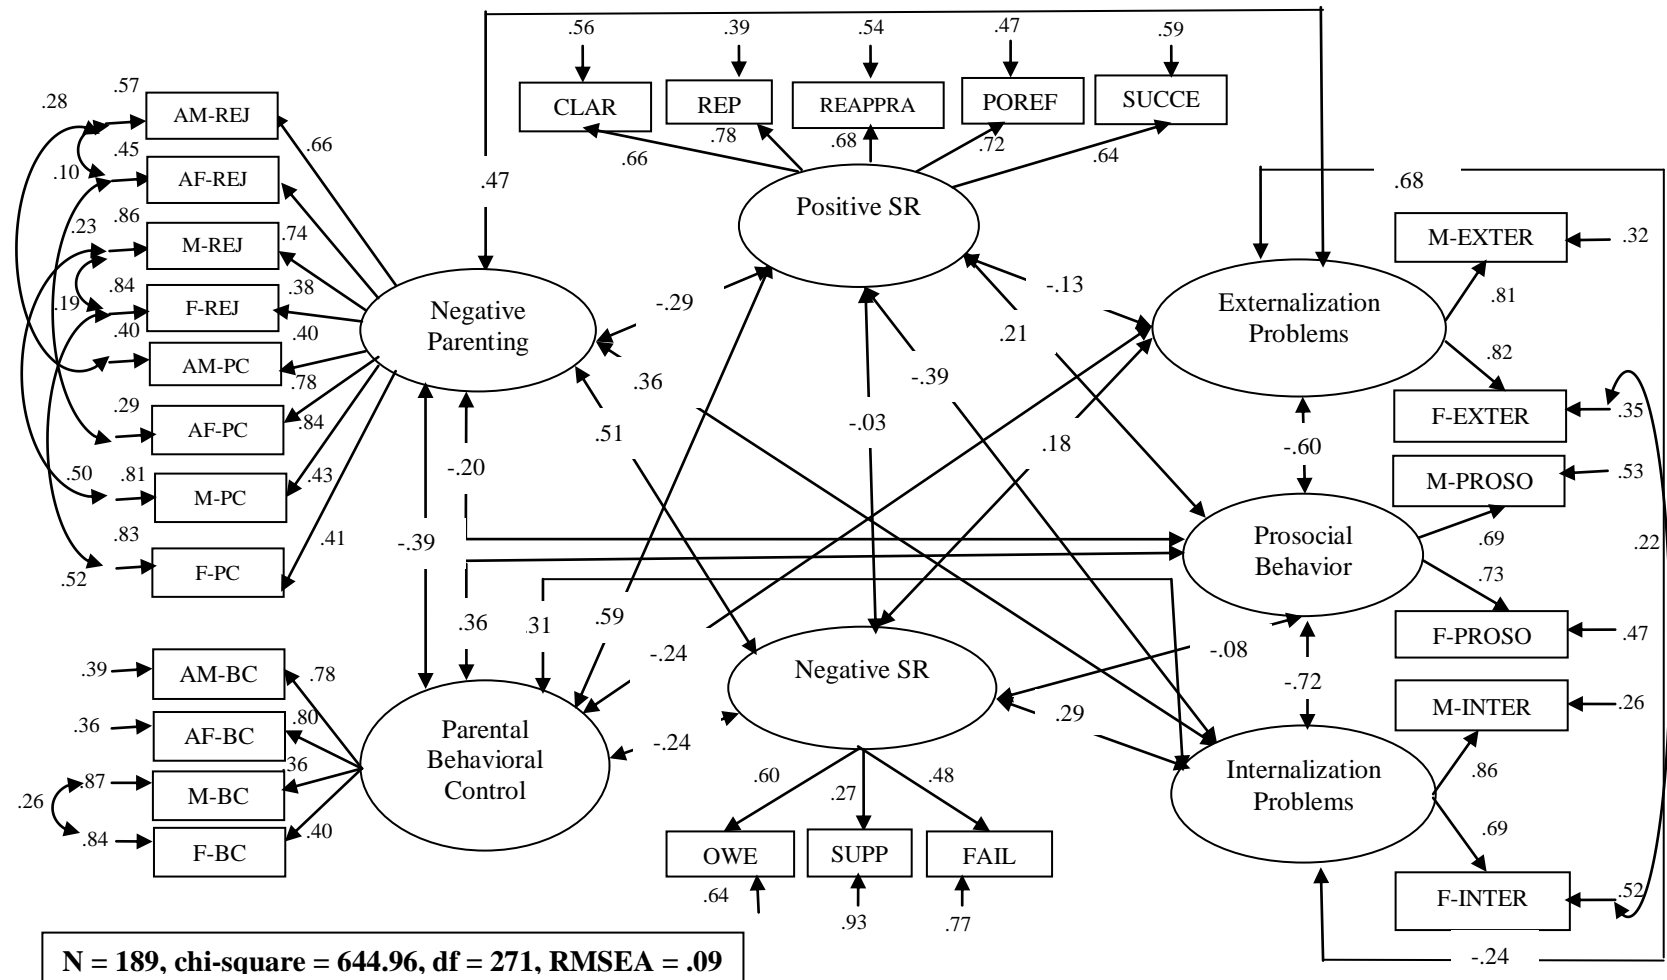 .56
.39
.54
.47
.59
CLAR
REP
REAPPRA
POREF
SUCCE
.66
.78
.68
.72
.64
.28
.57
AM-REJ
.66
.10
.45
AF-REJ
.23
.86
M-REJ
.74
.19
.84
F-REJ
.38
.40
AM-PC
.40
.29
AF-PC
.78
.84
.50
.81
M-PC
.43
.83
.52
F-PC
.41
.47
Positive SR
.68
M-EXTER
.32
Negative
Parenting
-.29
-.13
.21
Externalization
Problems
.81
.82
F-EXTER
.35
.36
-.39
.51
-.03
.18
-.20
-.60
M-PROSO
.53
-.39
Prosocial
Behavior
.69
.22
.73
F-PROSO
.47
.36
.31
.59
-.24
Negative SR
-.08
-.72
M-INTER
.26
.39
AM-BC
.78
.36
AF-BC
.80
Parental
Behavioral
Control
-.24
.29
Internalization
Problems
.86
.26
.87
M-BC
.36
.84
F-BC
.40
.60
.27
.48
.69
OWE
SUPP
FAIL
F-INTER
.52
.64
.93
.77
-.24
N = 189, chi-square = 644.96, df = 271, RMSEA = .09